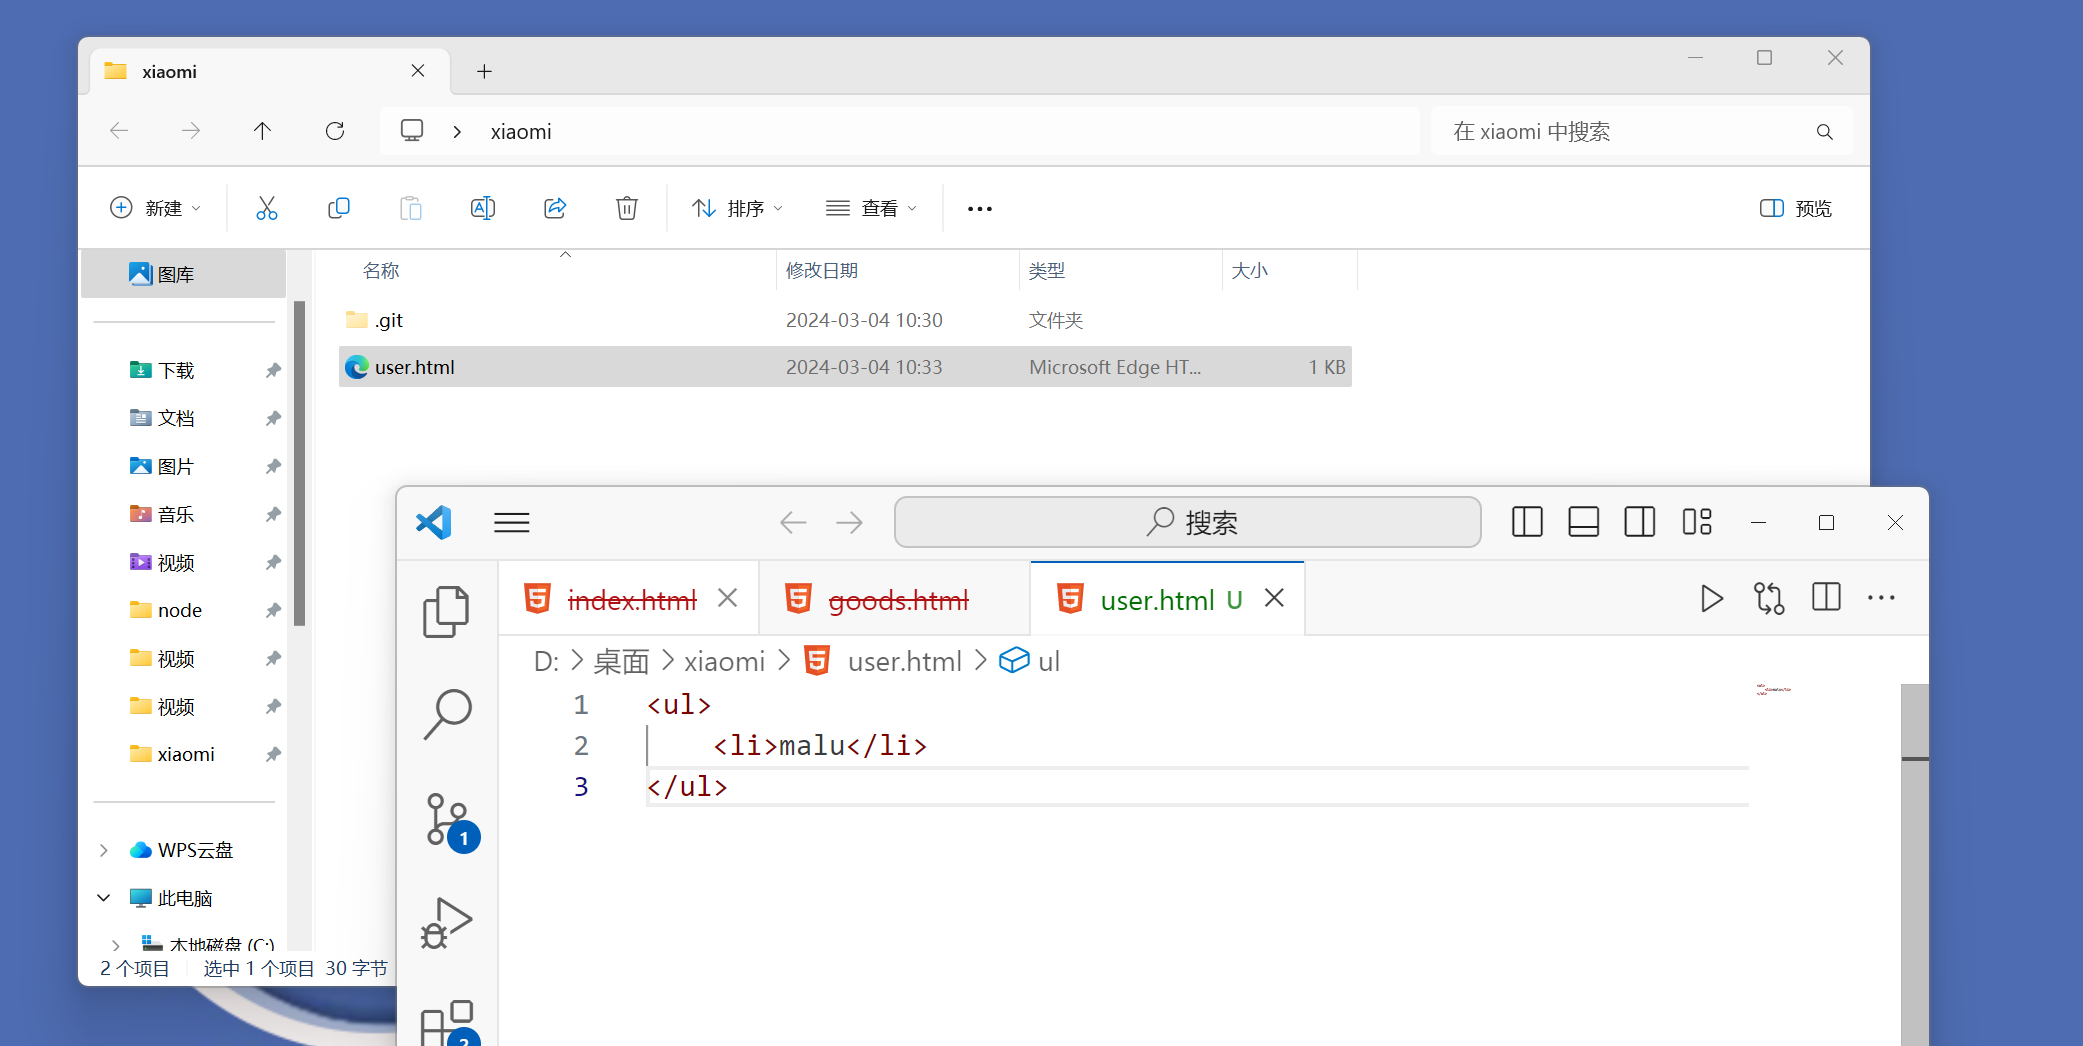 xiaomi
xiaomi
在 xiaomi 中搜索
新建
排序
查看
预览
图库
名称
修改日期
类型
大小
.git
2024-03-04 10:30
文件夹
user.html
2024-03-04 10:33
Microsoft Edge HT...
1 KB
下载
文档
图片
音乐
视频
node
视频
视频
xiaomi
WPS云盘
此电脑
本地磁盘 (C:)
2 个项目
选中 1 个项目 30 字节
搜索
index.html
goods.html
user.html U
D: > 桌面 > xiaomi > user.html > ul
1 <ul>
2 <li>malu</li>
3 </ul>
1